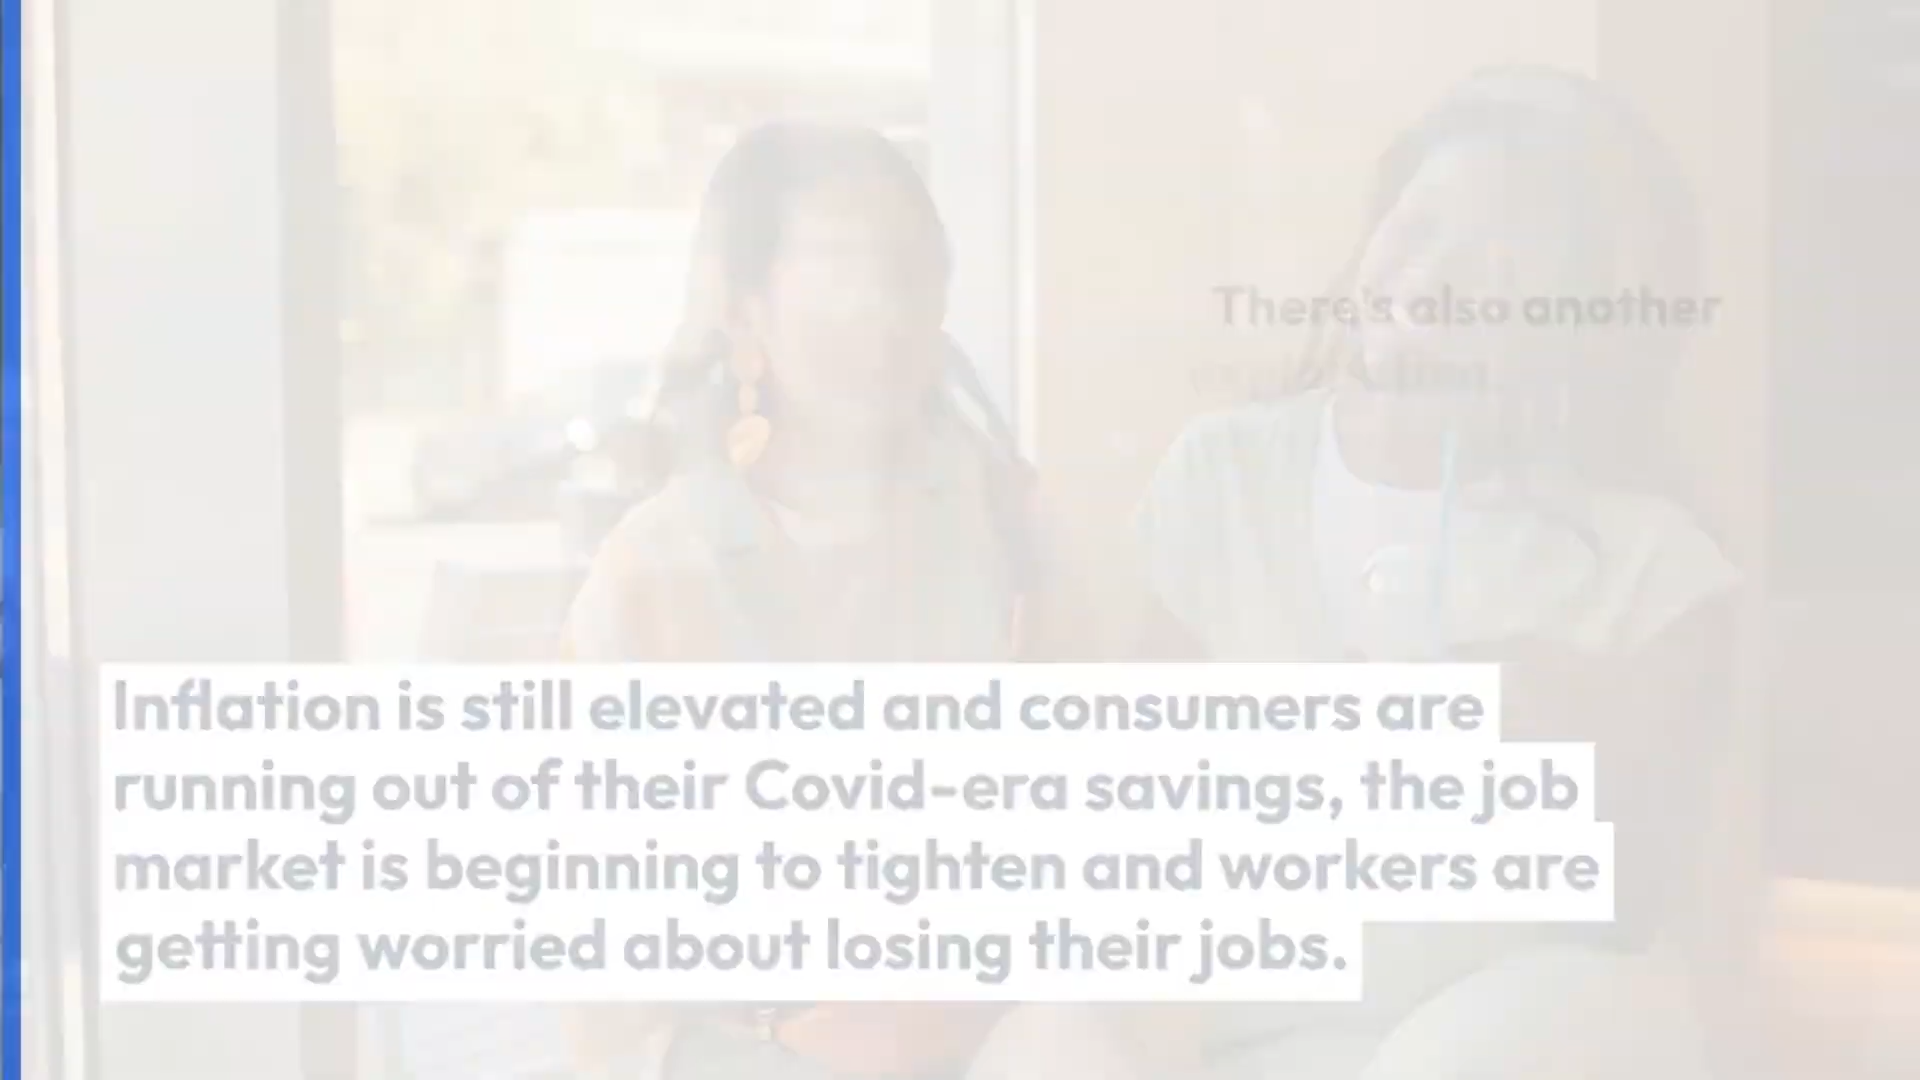 There's also another
Inflation is still elevated and consumers are
running out of their Covid-era savings, the job
market is beginning to tighten and workers are
getting worried about losing their jobs.